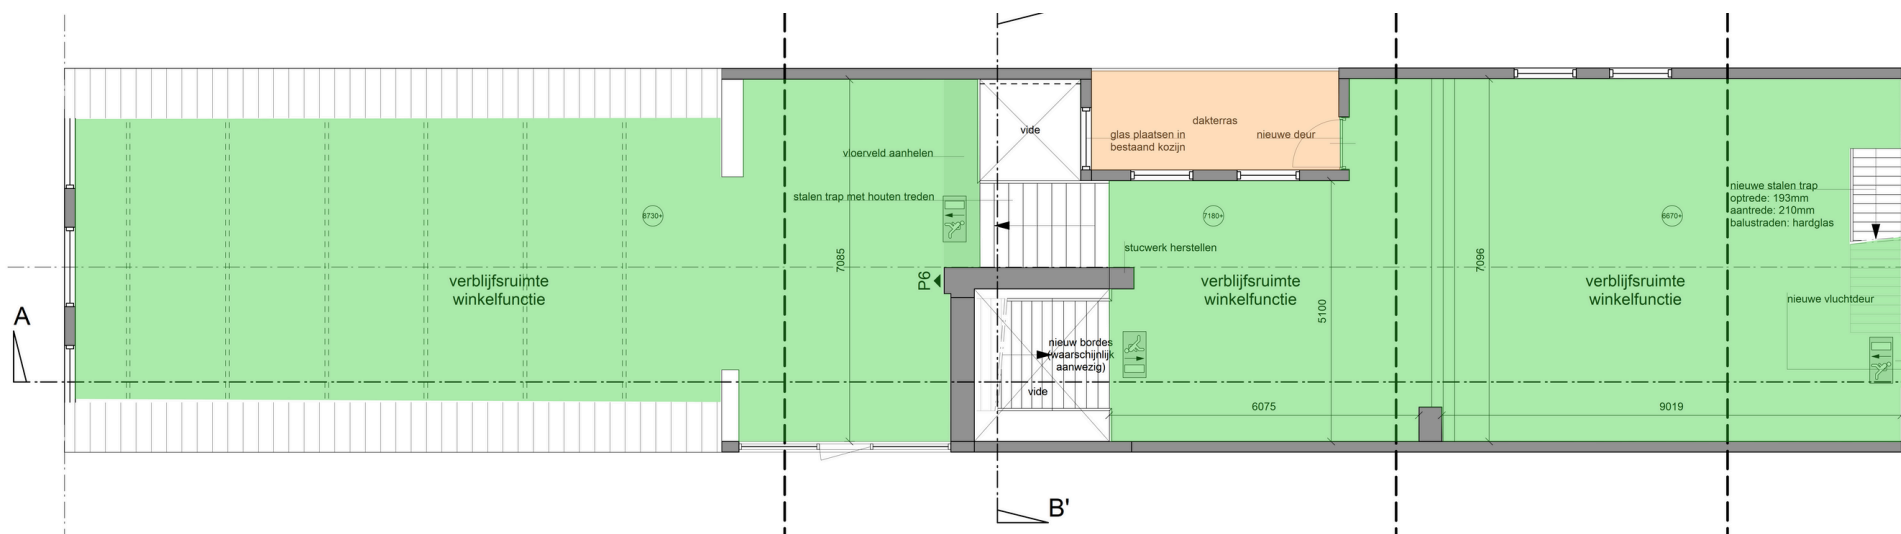 dakterras
vide
glas plaatsen in
bestaand kozijn
nieuwe deur
vloerveld aanhelen
stalen trap met houten treden
nieuwe stalen trap
optrede: 193mm
aantrede: 210mm
balustraden: hardglas
8730+
7180+
6670+
stucwerk herstellen
7085
7096
P6
verblijfsruimte
winkelfunctie
verblijfsruimte
winkelfunctie
verblijfsruimte
winkelfunctie
nieuwe vluchtdeur
5100
A
nieuw bordes
(waarschijnlijk
aanwezig)
vide
6075
9019
B'